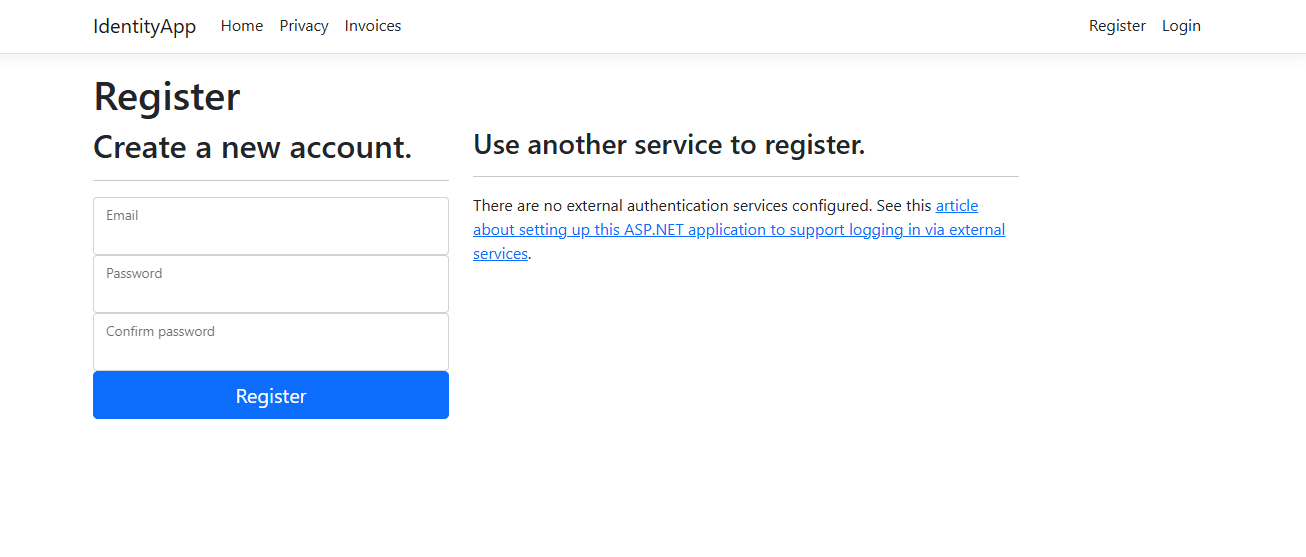 IdentityApp Home Privacy Invoices Register Login
Register
Create a new account.
Email
Password
Confirm password
Register
Use another service to register.
There are no external authentication services configured. See this article
about setting up this ASP.NET application to support logging in via external
services.